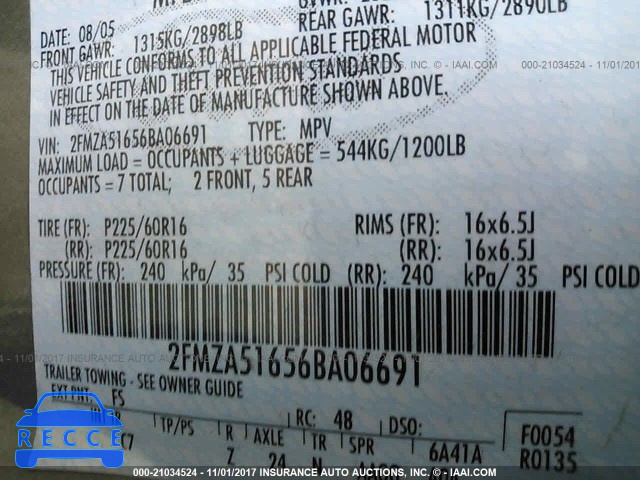 DATE: 08/05
FRONT GAWR: 1315KG/2898LB
REAR GAWR: 1311KG/2890LB
THIS VEHICLE CONFORMS TO ALL APPLICABLE FEDERAL MOTOR
VEHICLE SAFETY AND THEFT PREVENTION STANDARDS
IN EFFECT ON THE DATE OF MANUFACTURE SHOWN ABOVE.
VIN: 2FMZA51656BA06691 TYPE: MPV
MAXIMUM LOAD = OCCUPANTS + LUGGAGE = 544KG/1200LB
OCCUPANTS = 7 TOTAL; 2 FRONT, 5 REAR
TIRE (FR): P225/60R16 RIMS (FR): 16x6.5J
(RR): P225/60R16 (RR): 16x6.5J
PRESSURE (FR): 240 kPa/ 35 PSI COLD (RR): 240 kPa/ 35 PSI COLD
2FMZA51656BA06691
TRAILER TOWING - SEE OWNER GUIDE
EXT PNT: FS RC: 48 DSO: F0054
TP/PS R AXLE TR SPR 6A41A R0135
Z 24 N
RECCE
000-21034524 - 11/01/2017 INSURANCE AUTO AUCTIONS - © IAAI.COM